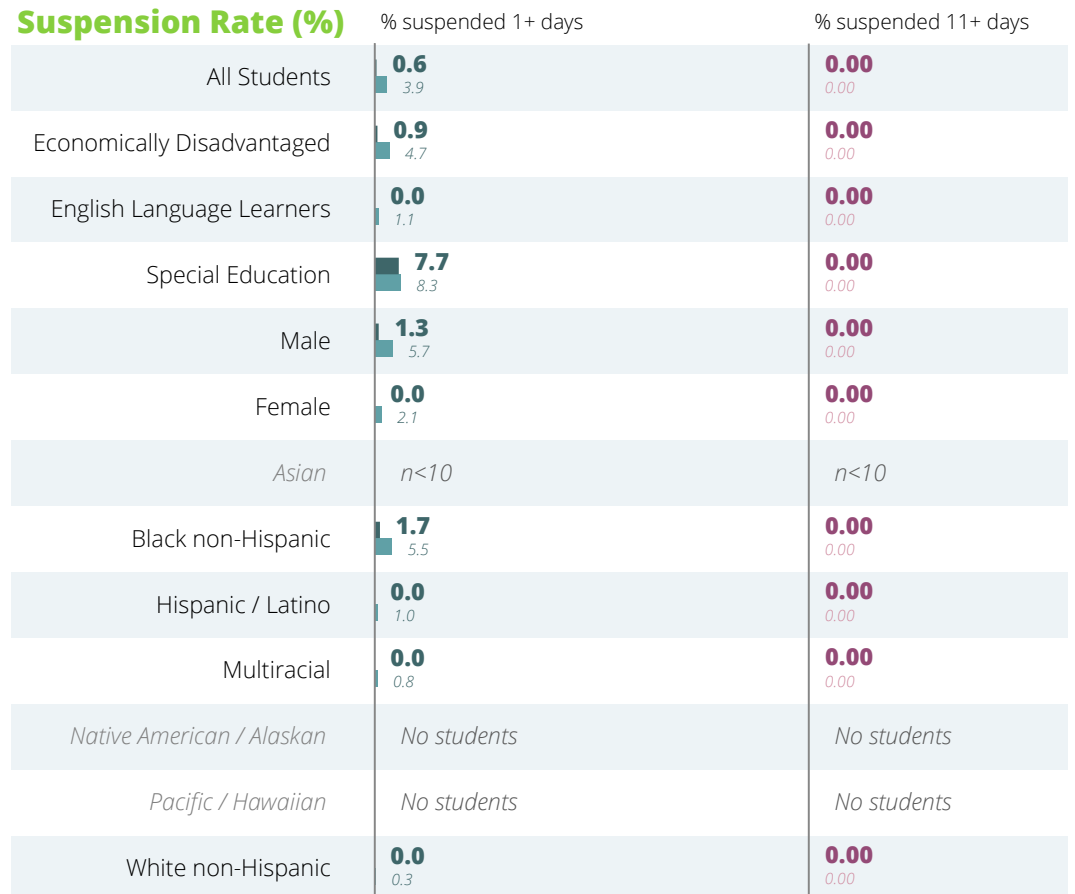 Suspension Rate (%) % suspended 1+ days % suspended 11+ days
All Students 0.6 0.00
3.9 0.00
Economically Disadvantaged 0.9 0.00
4.7 0.00
English Language Learners 0.0 0.00
1.1 0.00
Special Education 7.7 0.00
8.3 0.00
Male 1.3 0.00
5.7 0.00
Female 0.0 0.00
2.1 0.00
Asian n<10 n<10
Black non-Hispanic 1.7 0.00
5.5 0.00
Hispanic / Latino 0.0 0.00
1.0 0.00
Multiracial 0.0 0.00
0.8 0.00
Native American / Alaskan No students No students
Pacific / Hawaiian No students No students
White non-Hispanic 0.0 0.00
0.3 0.00